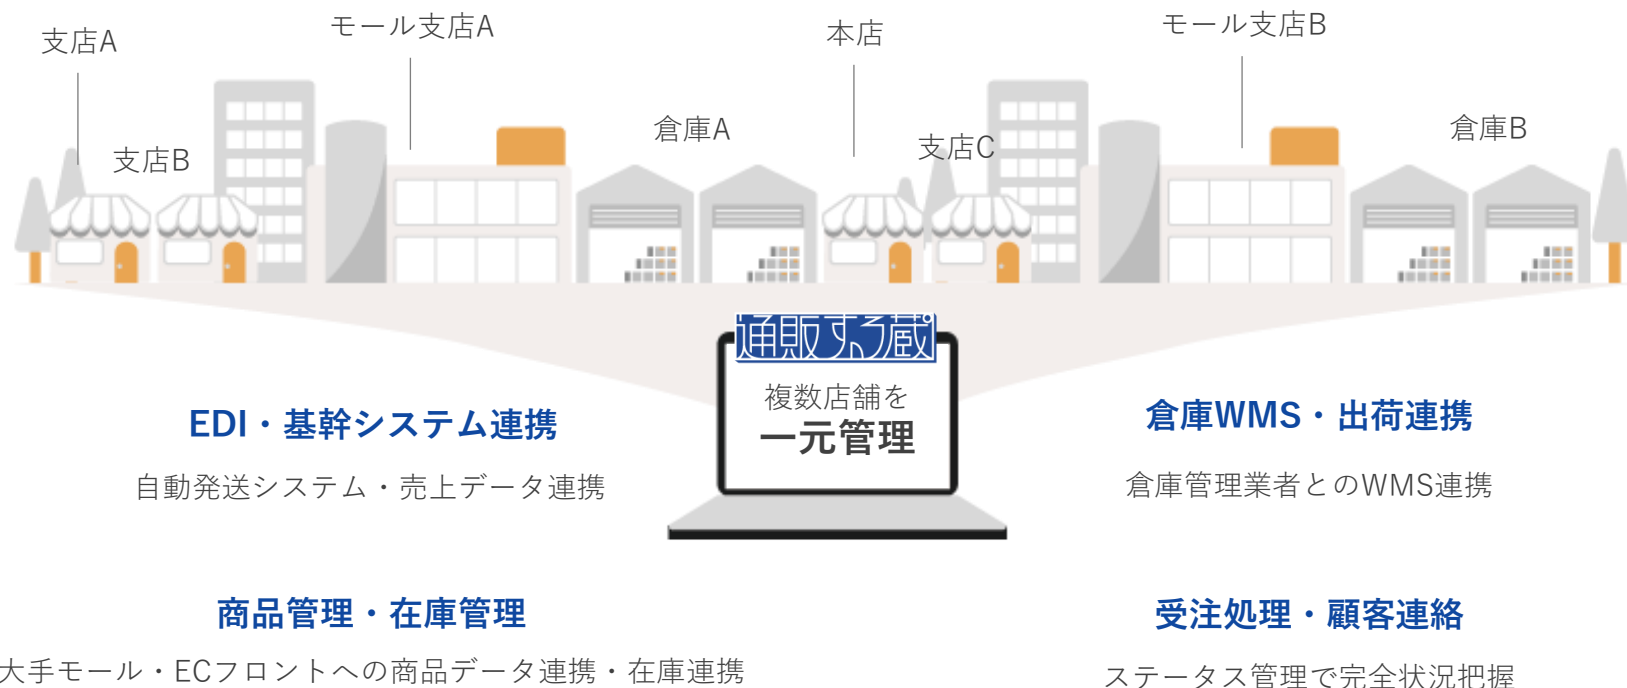 支店A
モール支店A
本店
モール支店B
支店B
倉庫A
支店C
倉庫B
通販する蔵
複数店舗を
一元管理
EDI・基幹システム連携
自動発送システム・売上データ連携
倉庫WMS・出荷連携
倉庫管理業者とのWMS連携
商品管理・在庫管理
大手モール・ECフロントへの商品データ連携・在庫連携
受注処理・顧客連絡
ステータス管理で完全状況把握